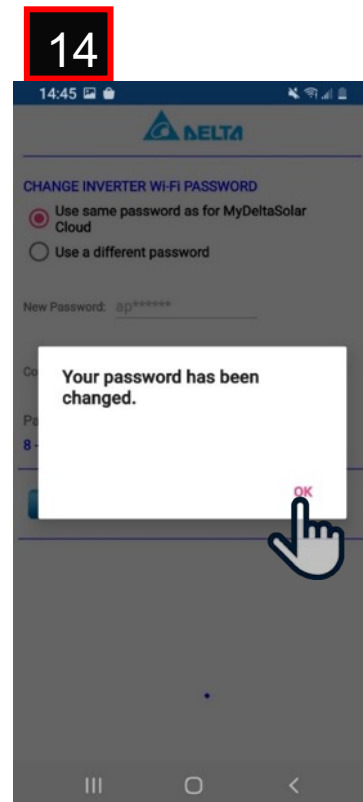 14
14:45
DELTA
CHANGE INVERTER Wi-Fi PASSWORD
Use same password as for MyDeltaSolar
Cloud
Use a different password
New Password: ap******
Your password has been
changed.
8 -
OK